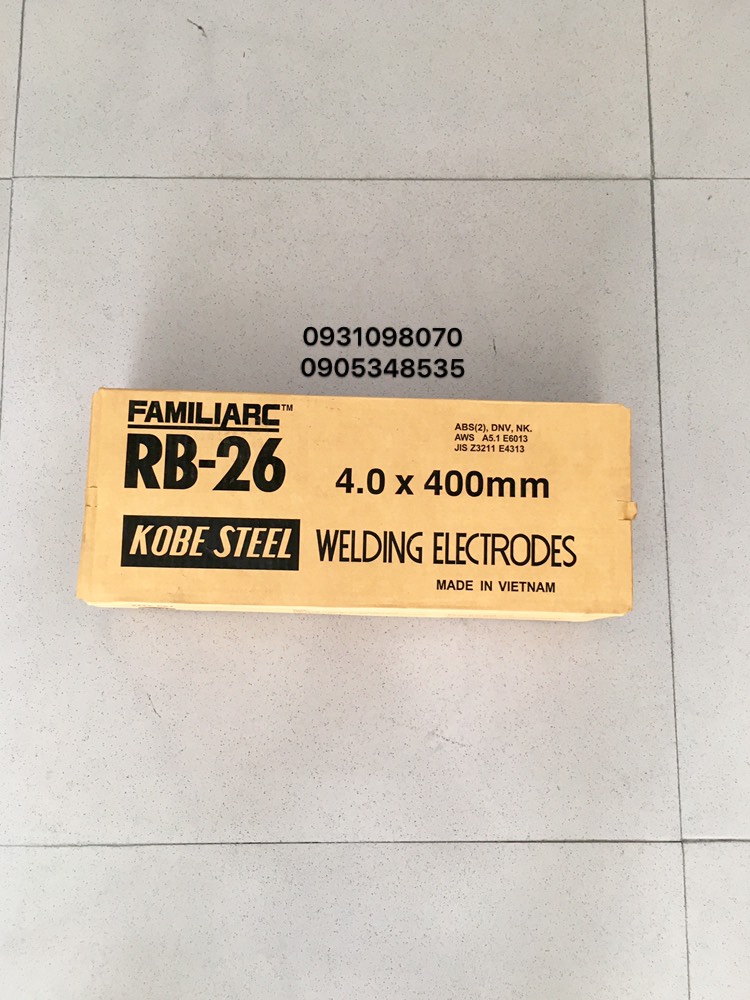 0931098070
0905348535
FAMILIARC™
RB-26
4.0 x 400mm
ABS(2), DNV, NK.
AWS A5.1 E6013
JIS Z3211 E4313
KOBE STEEL WELDING ELECTRODES
MADE IN VIETNAM